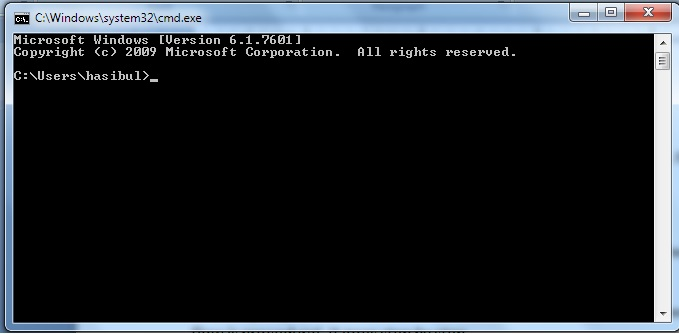 C:\Windows\system32\cmd.exe
Microsoft Windows [Version 6.1.7601]
Copyright (c) 2009 Microsoft Corporation.  All rights reserved.
C:\Users\hasibul>_